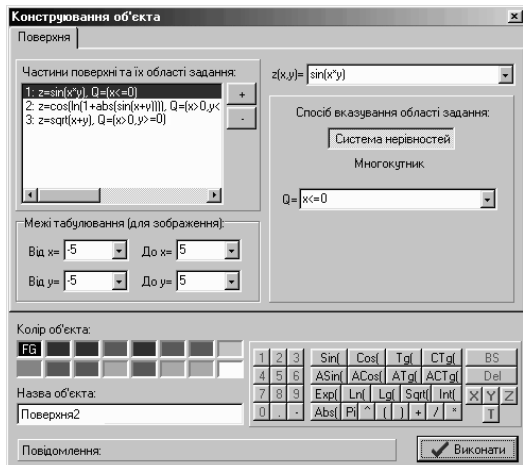 Конструювання об'єкта
Поверхня
Частини поверхні та їх області задання:
1: z=sin(x*y), Q=(x<=0)
2: z=cos(ln(1+abs(sin(x+y)))), Q=(x>0,y<
3: z=sqrt(x+y), Q=(x>0,y>=0)
+
-
z(x,y)= sin(x*y)
Спосіб вказування області задання:
Система нерівностей
Многокутник
Q= x<=0
Межі табулювання (для зображення):
Від x= -5 До x= 5
Від y= -5 До y= 5
Колір об'єкта:
FG
Назва об'єкта:
Поверхня2
1 2 3 Sin( Cos( Tg( CTg( BS
4 5 6 ASin( ACos( ATg( ACTg( Del
7 8 9 Exp( Ln( Lg( Sqrt( Int( X Y Z
0 . - Abs( Pi ^ ( ) + / * T
Повідомлення:
Виконати